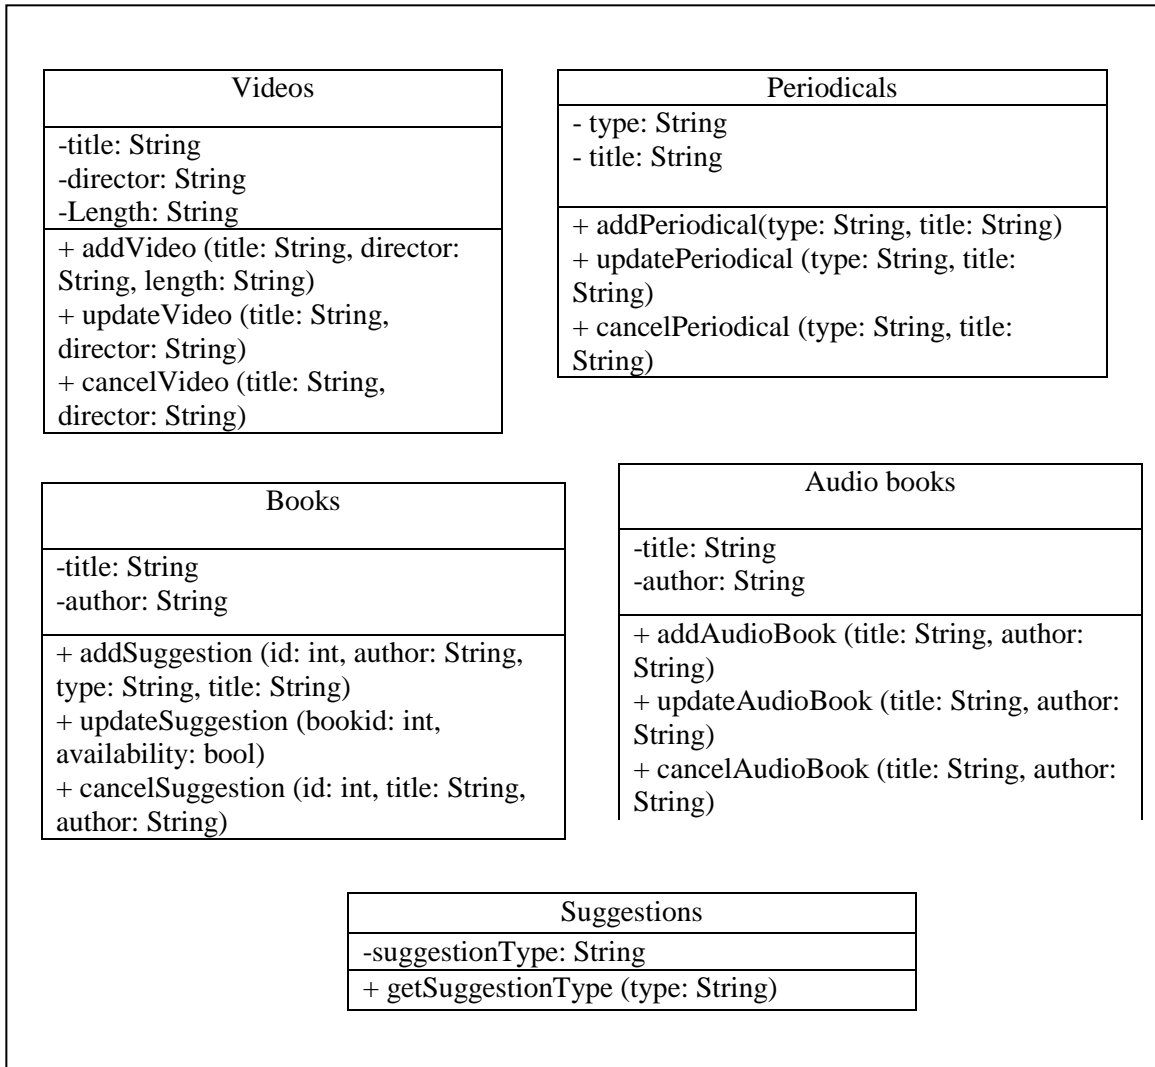 Videos
-title: String
-director: String
-Length: String
+ addVideo (title: String, director:
String, length: String)
+ updateVideo (title: String,
director: String)
+ cancelVideo (title: String,
director: String)
Periodicals
- type: String
- title: String
+ addPeriodical(type: String, title: String)
+ updatePeriodical (type: String, title:
String)
+ cancelPeriodical (type: String, title:
String)
Books
-title: String
-author: String
+ addSuggestion (id: int, author: String,
type: String, title: String)
+ updateSuggestion (bookid: int,
availability: bool)
+ cancelSuggestion (id: int, title: String,
author: String)
Audio books
-title: String
-author: String
+ addAudioBook (title: String, author:
String)
+ updateAudioBook (title: String, author:
String)
+ cancelAudioBook (title: String, author:
String)
Suggestions
-suggestionType: String
+ getSuggestionType (type: String)